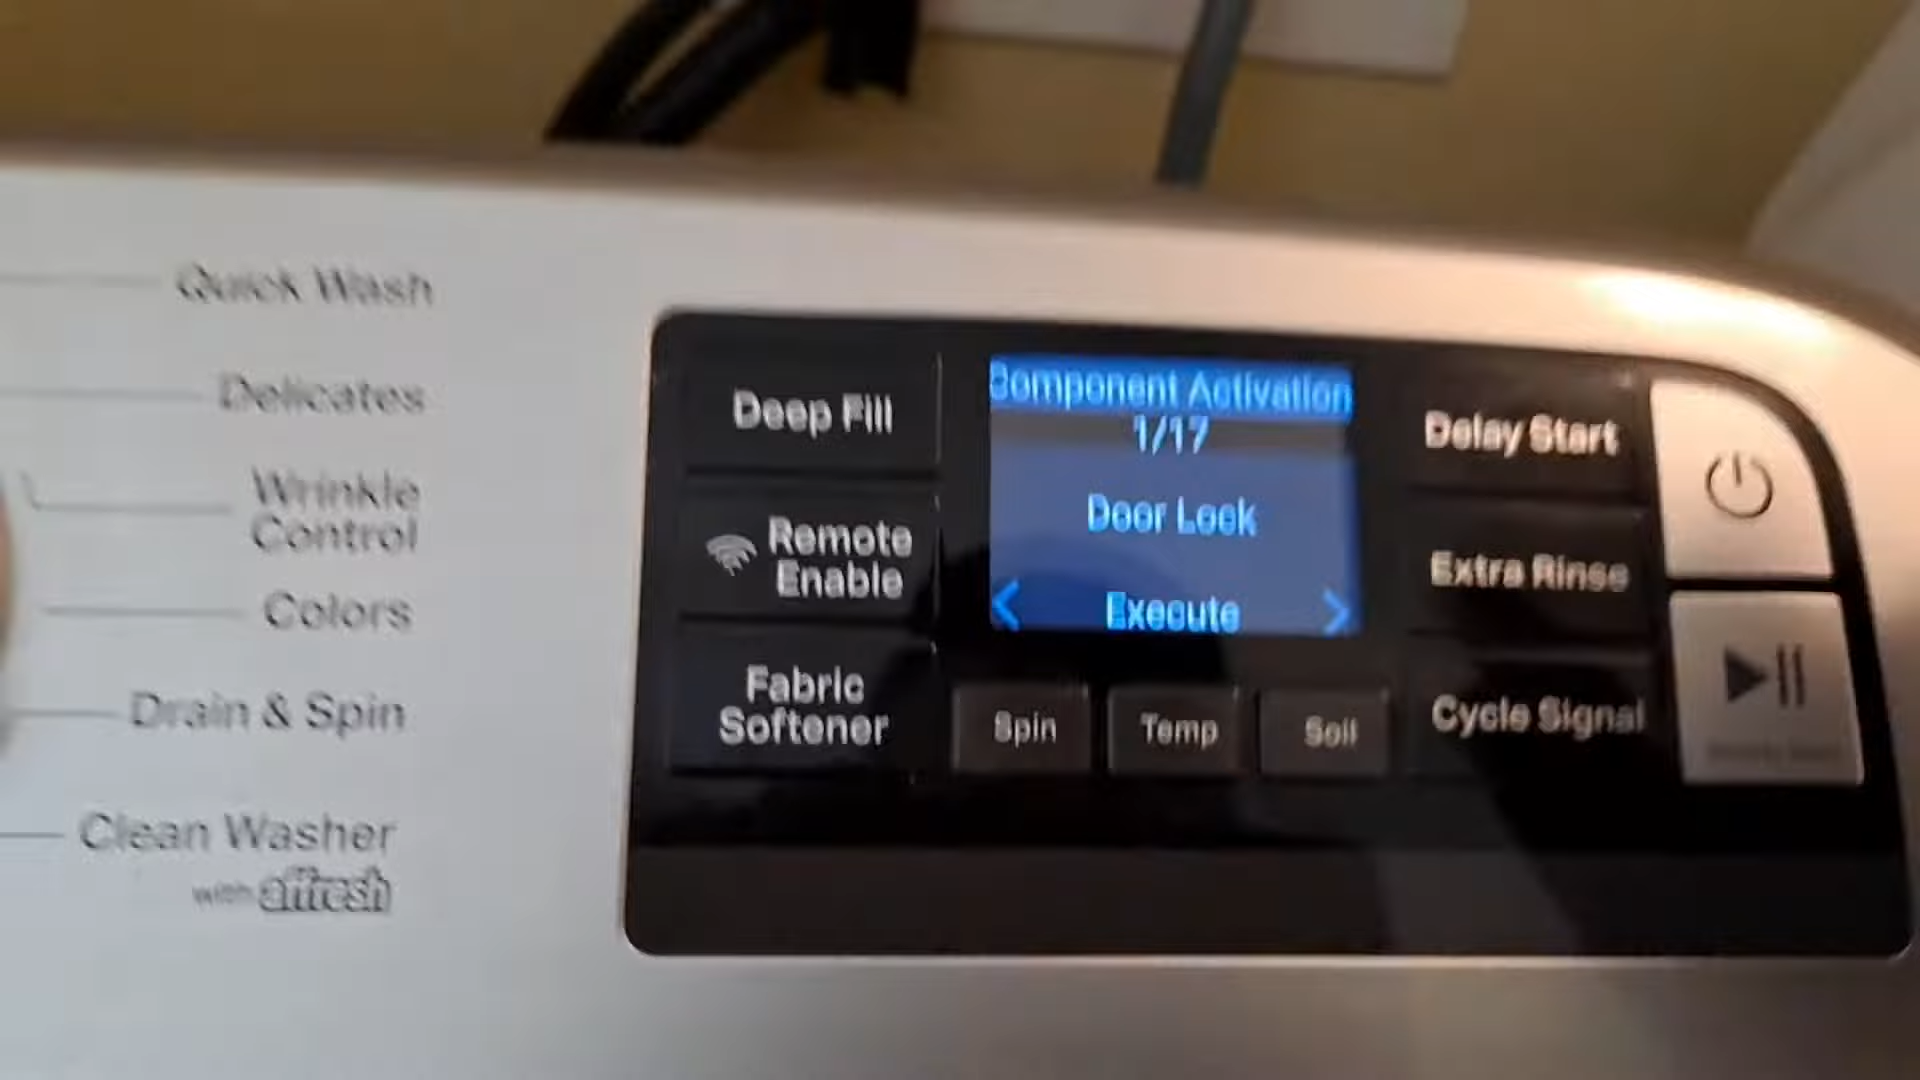 Quick Wash
Delicates
Wrinkle
Control
Colors
Drain & Spin
Clean Washer
with affresh
Deep Fill
Remote
Enable
Fabric
Softener
Component Activation
1/17
Door Lock
< Execute >
Spin
Temp
Soil
Delay Start
Extra Rinse
Cycle Signal